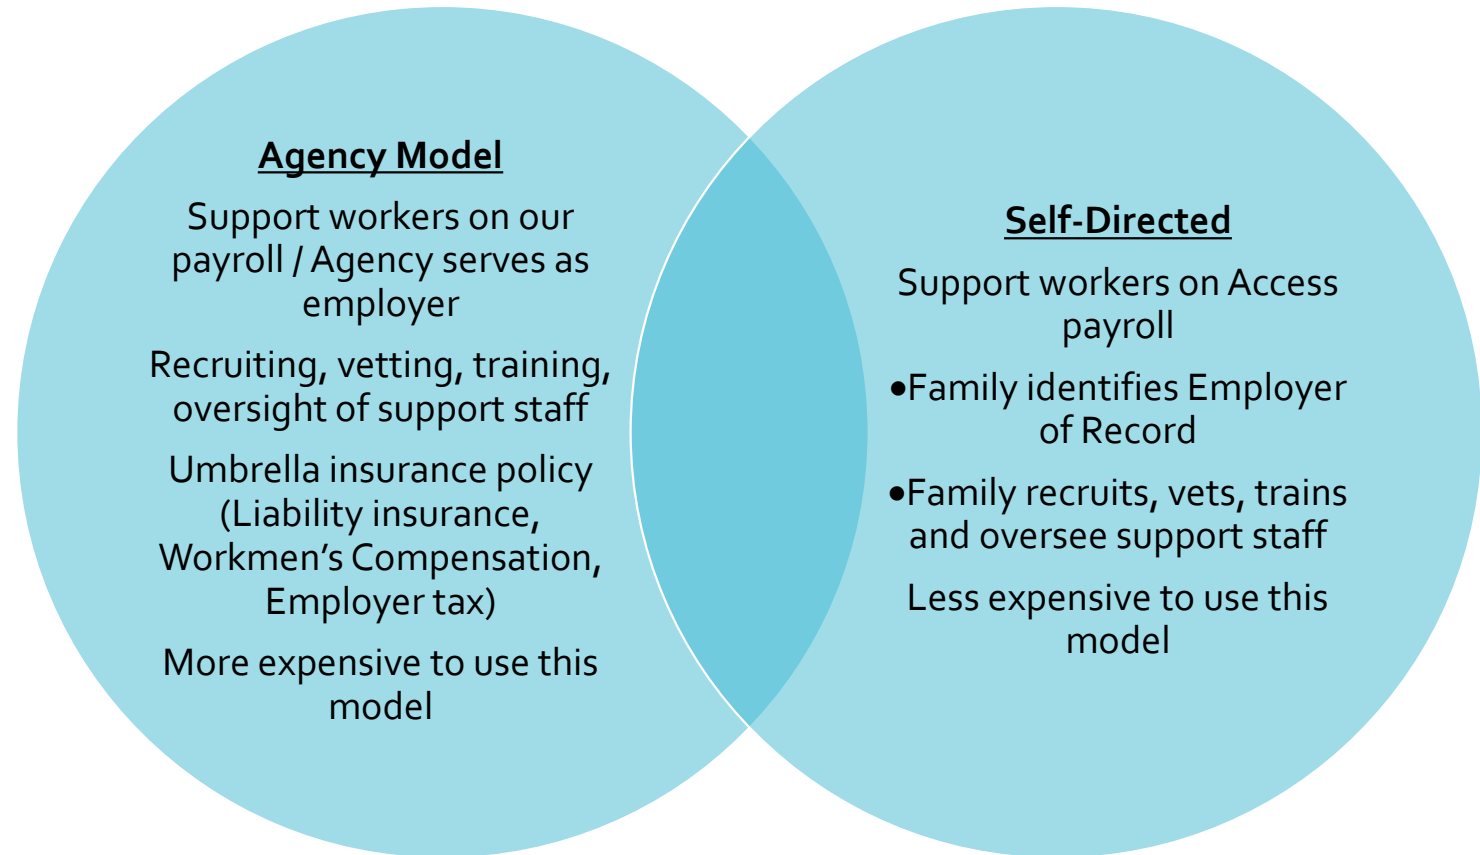 Agency Model
Support workers on our
payroll / Agency serves as
employer
Recruiting, vetting, training,
oversight of support staff
Umbrella insurance policy
(Liability insurance,
Workmen’s Compensation,
Employer tax)
More expensive to use this
model
Self-Directed
Support workers on Access
payroll
•Family identifies Employer
of Record
•Family recruits, vets, trains
and oversee support staff
Less expensive to use this
model